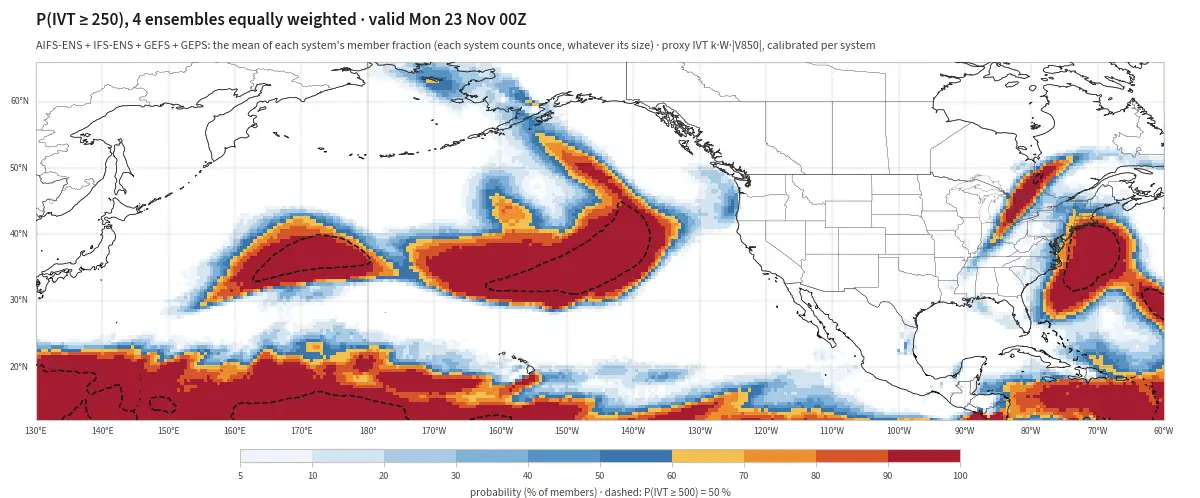 P(IVT ≥ 250), 4 ensembles equally weighted · valid Mon 23 Nov 00Z
AIFS-ENS + IFS-ENS + GEFS + GEPS: the mean of each system's member fraction (each system counts once, whatever its size) · proxy IVT k·W·|V850|, calibrated per system
60°N
50°N
40°N
30°N
20°N
130°E 140°E 150°E 160°E 170°E 180° 170°W 160°W 150°W 140°W 130°W 120°W 110°W 100°W 90°W 80°W 70°W 60°W
5 10 20 30 40 50 60 70 80 90 100
probability (% of members) · dashed: P(IVT ≥ 500) = 50 %